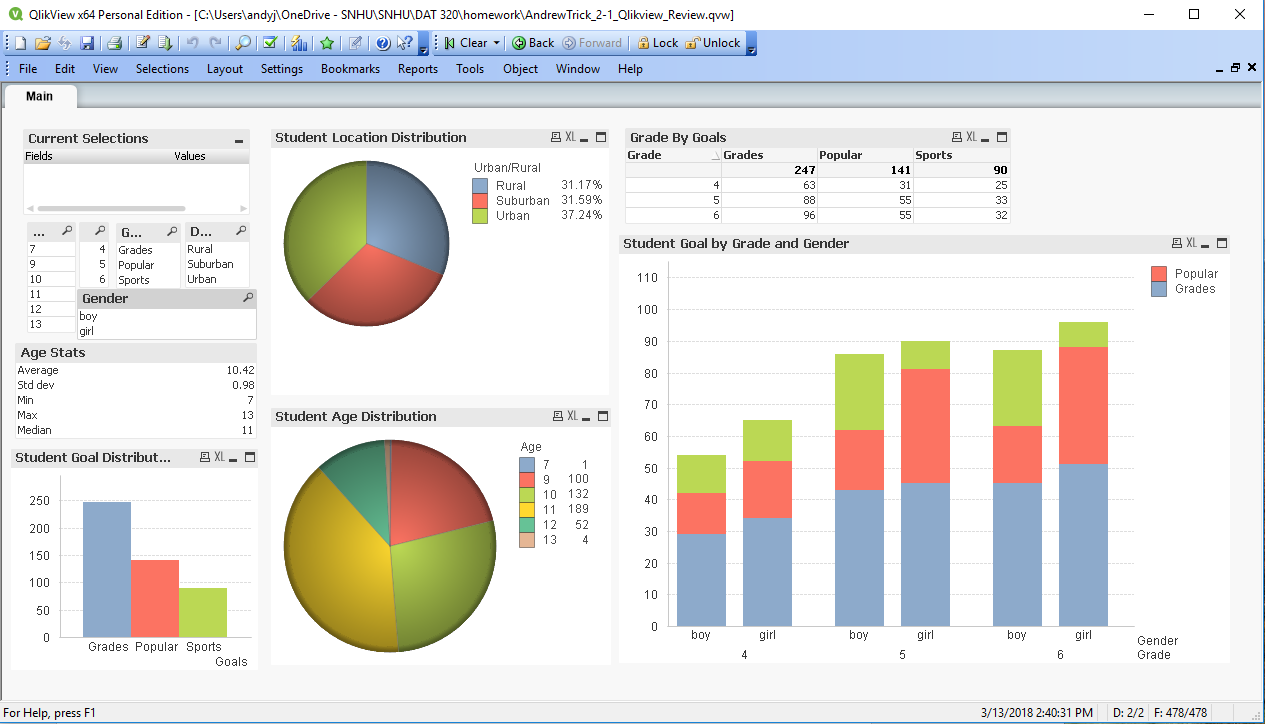 QlikView x64 Personal Edition - [C:\Users\andyj\OneDrive - SNHU\SNHU\DAT 320\homework\AndrewTrick_2-1_Qlikview_Review.qvw]
Clear Back Forward Lock Unlock
File Edit View Selections Layout Settings Bookmarks Reports Tools Object Window Help
Main
Current Selections
Fields Values
...
7
9
10
11
12
13
4
5
6
G...
Grades
Popular
Sports
D...
Rural
Suburban
Urban
Gender
boy
girl
Age Stats
Average 10.42
Std dev 0.98
Min 7
Max 13
Median 11
Student Goal Distribut... XL
250
200
150
100
50
0
Grades Popular Sports
Goals
Student Location Distribution XL
Urban/Rural
Rural 31.17%
Suburban 31.59%
Urban 37.24%
Student Age Distribution XL
Age
7 1
9 100
10 132
11 189
12 52
13 4
Grade By Goals XL
Grade Grades Popular Sports
247 141 90
4 63 31 25
5 88 55 33
6 96 55 32
Student Goal by Grade and Gender XL
Popular
Grades
110
100
90
80
70
60
50
40
30
20
10
0
boy girl boy girl boy girl
Gender
4 5 6 Grade
For Help, press F1 3/13/2018 2:40:31 PM D: 2/2 F: 478/478